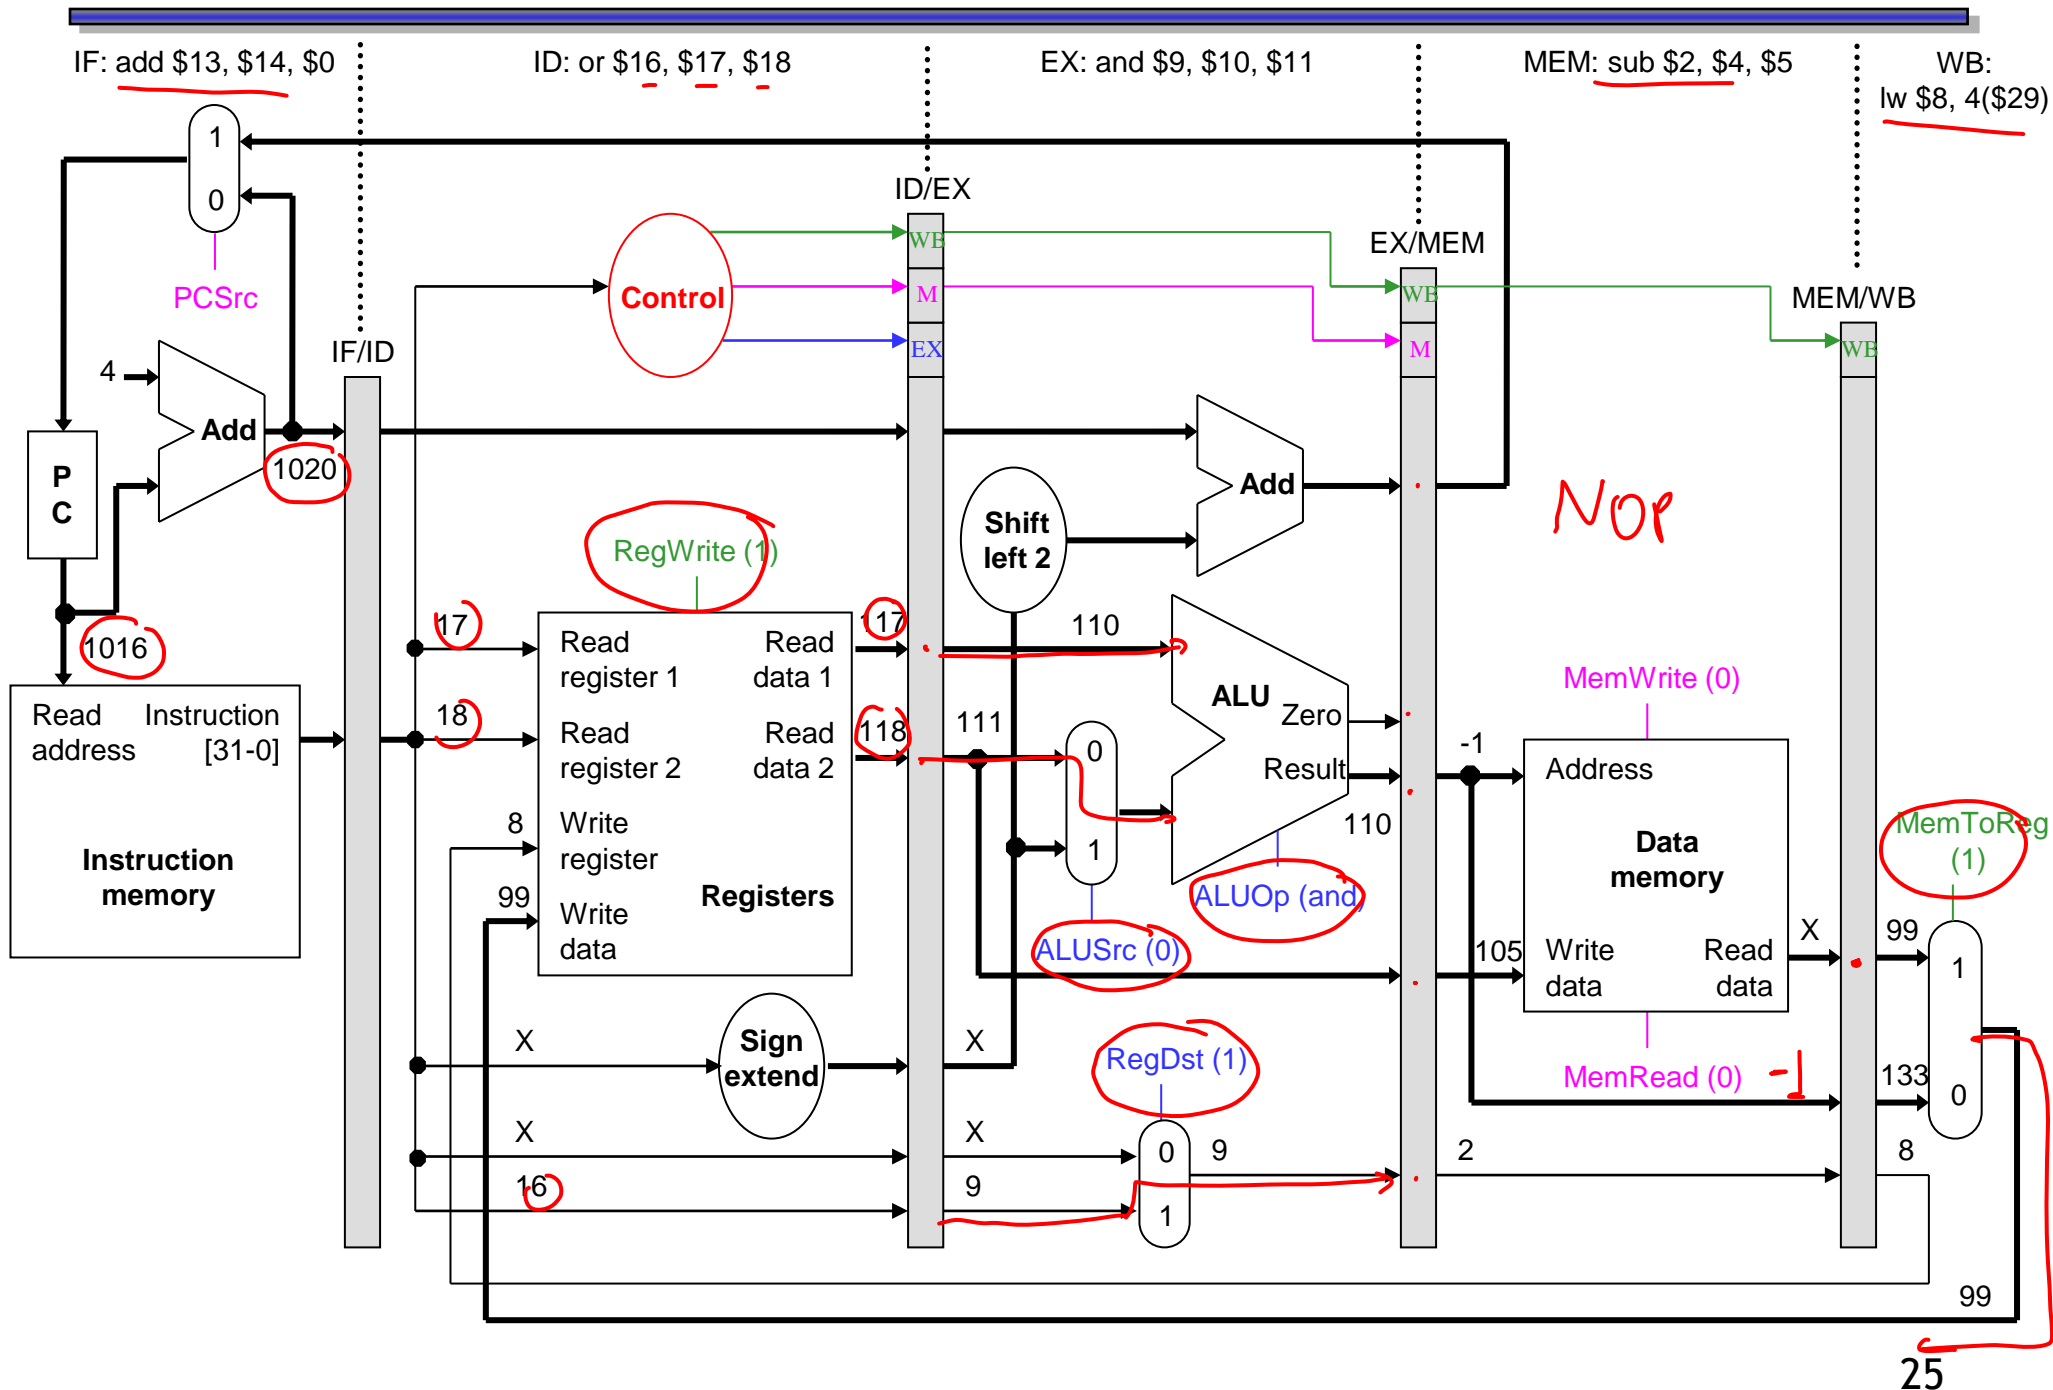 IF: add $13, $14, $0
ID: or $16, $17, $18
EX: and $9, $10, $11
MEM: sub $2, $4, $5
WB:
lw $8, 4($29)
1
0
PCSrc
4
Add
1020
P
C
1016
Read
address
Instruction
[31-0]
Instruction
memory
IF/ID
Control
RegWrite (1)
17
18
8
99
Read
register 1
Read
data 1
Read
register 2
Read
data 2
Write
register
Write
data
Registers
117
118
X
Sign
extend
X
16
ID/EX
WB
M
EX
Shift
left 2
Add
110
111
0
1
ALUSrc (0)
ALU
Zero
Result
110
ALUOp (and)
X
RegDst (1)
X
9
0
1
9
EX/MEM
WB
M
NOP
MemWrite (0)
-1
Address
Data
memory
105
Write
data
Read
data
X
MemRead (0)
-1
2
MEM/WB
WB
MemToReg
(1)
99
1
133
0
8
99
25